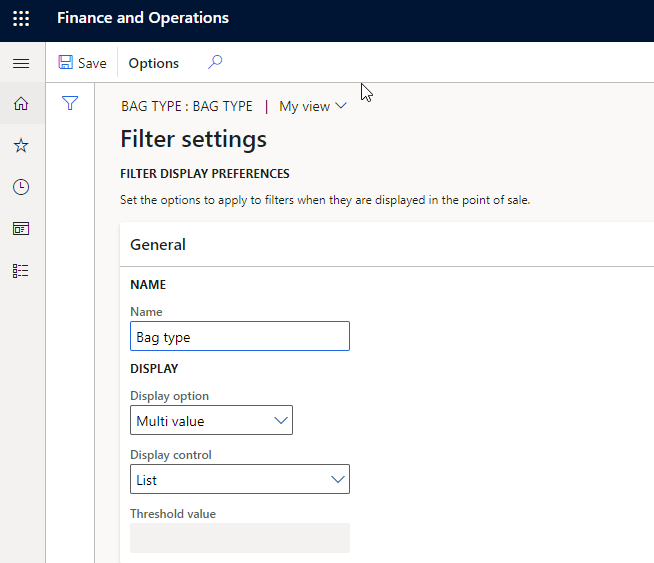 Finance and Operations
Save
Options
BAG TYPE : BAG TYPE | My view
Filter settings
FILTER DISPLAY PREFERENCES
Set the options to apply to filters when they are displayed in the point of sale.
General
NAME
Name
Bag type
DISPLAY
Display option
Multi value
Display control
List
Threshold value